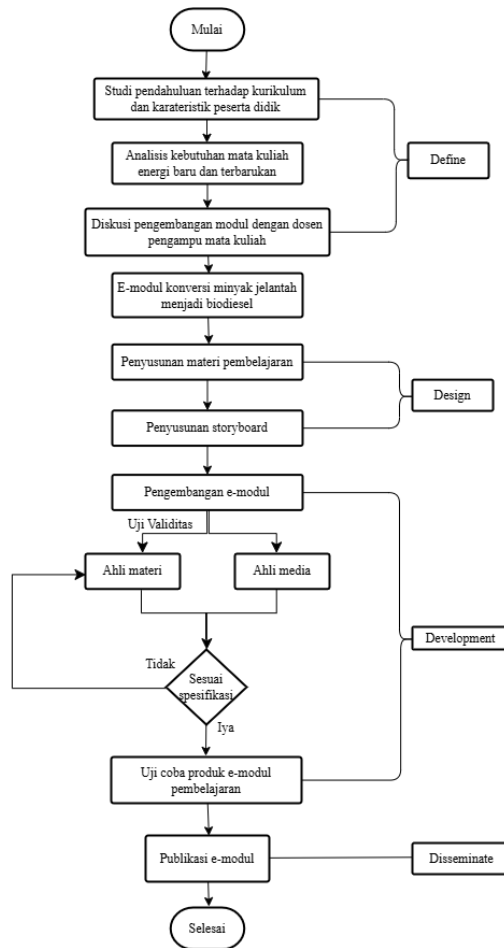 Mulai
Studi pendahuluan terhadap kurikulum
dan karateristik peserta didik
Analisis kebutuhan mata kuliah
energi baru dan terbarukan
Define
Diskusi pengembangan modul dengan dosen
pengampu mata kuliah
E-modul konversi minyak jelantah
menjadi biodiesel
Penyusunan materi pembelajaran
Design
Penyusunan storyboard
Pengembangan e-modul
Uji Validitas
Ahli materi
Ahli media
Development
Tidak
Sesuai
spesifikasi
Iya
Uji coba produk e-modul
pembelajaran
Publikasi e-modul
Disseminate
Selesai